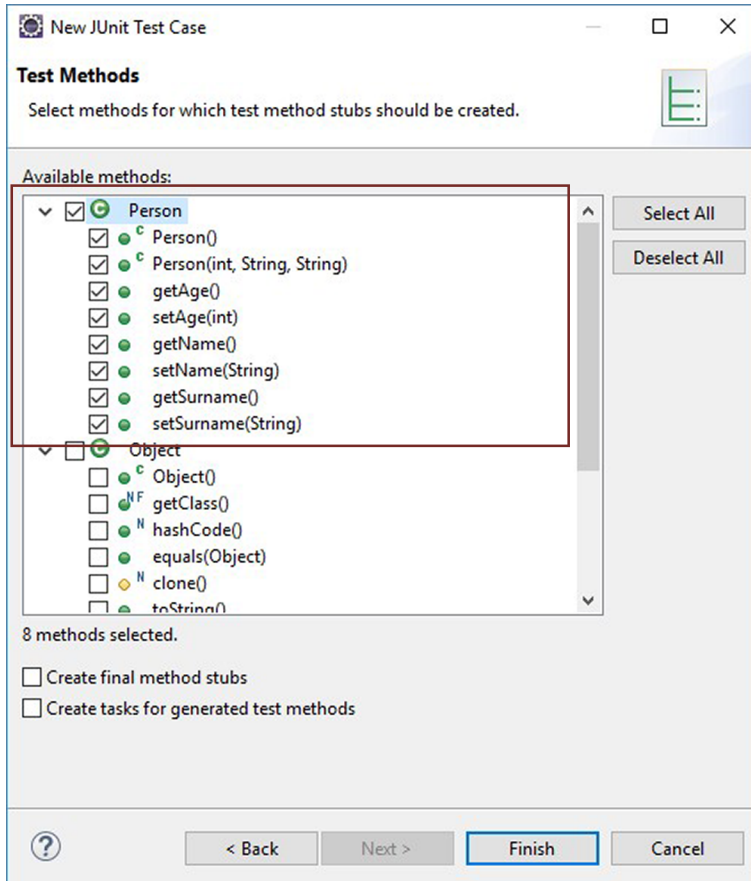 New JUnit Test Case
Test Methods
Select methods for which test method stubs should be created.
Available methods:
Person
C Person()
C Person(int, String, String)
getAge()
setAge(int)
getName()
setName(String)
getSurname()
setSurname(String)
Object
C Object()
N F getClass()
N hashCode()
equals(Object)
N clone()
toString()
Select All
Deselect All
8 methods selected.
Create final method stubs
Create tasks for generated test methods
< Back
Next >
Finish
Cancel